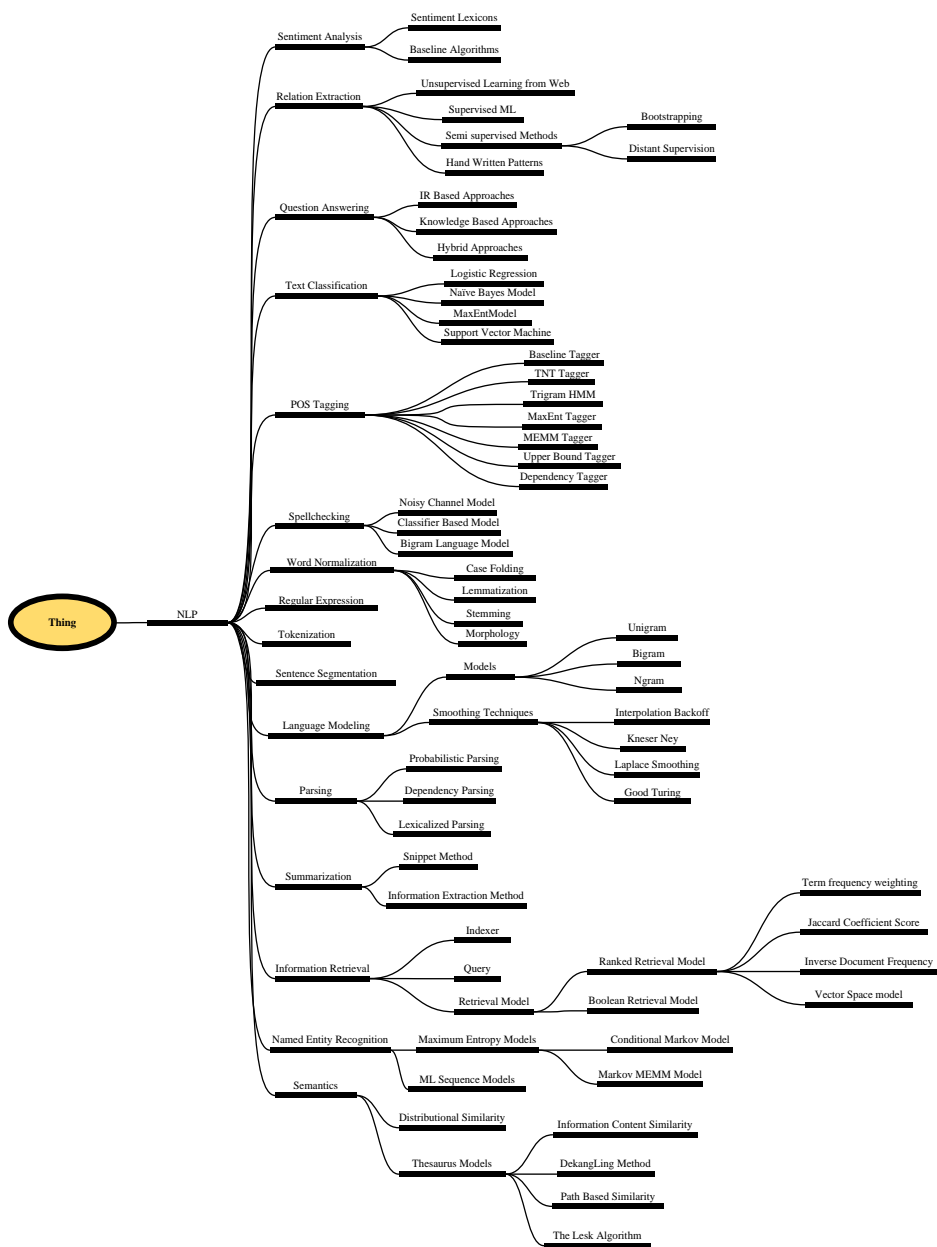 Sentiment Lexicons
Sentiment Analysis
Baseline Algorithms
Unsupervised Learning from Web
Relation Extraction
Supervised ML
Bootstrapping
Semi supervised Methods
Distant Supervision
Hand Written Patterns
IR Based Approaches
Question Answering
Knowledge Based Approaches
Hybrid Approaches
Logistic Regression
Text Classification
Naïve Bayes Model
MaxEntModel
Support Vector Machine
Baseline Tagger
TNT Tagger
Trigram HMM
POS Tagging
MaxEnt Tagger
MEMM Tagger
Upper Bound Tagger
Dependency Tagger
Noisy Channel Model
Spellchecking
Classifier Based Model
Bigram Language Model
Word Normalization
Case Folding
Lemmatization
Regular Expression
Stemming
Thing
NLP
Tokenization
Morphology
Unigram
Sentence Segmentation
Models
Bigram
Ngram
Language Modeling
Smoothing Techniques
Interpolation Backoff
Kneser Ney
Probabilistic Parsing
Laplace Smoothing
Parsing
Dependency Parsing
Good Turing
Lexicalized Parsing
Snippet Method
Summarization
Information Extraction Method
Term frequency weighting
Indexer
Jaccard Coefficient Score
Information Retrieval
Query
Ranked Retrieval Model
Inverse Document Frequency
Retrieval Model
Boolean Retrieval Model
Vector Space model
Named Entity Recognition
Maximum Entropy Models
Conditional Markov Model
ML Sequence Models
Markov MEMM Model
Semantics
Distributional Similarity
Information Content Similarity
Thesaurus Models
DekangLing Method
Path Based Similarity
The Lesk Algorithm